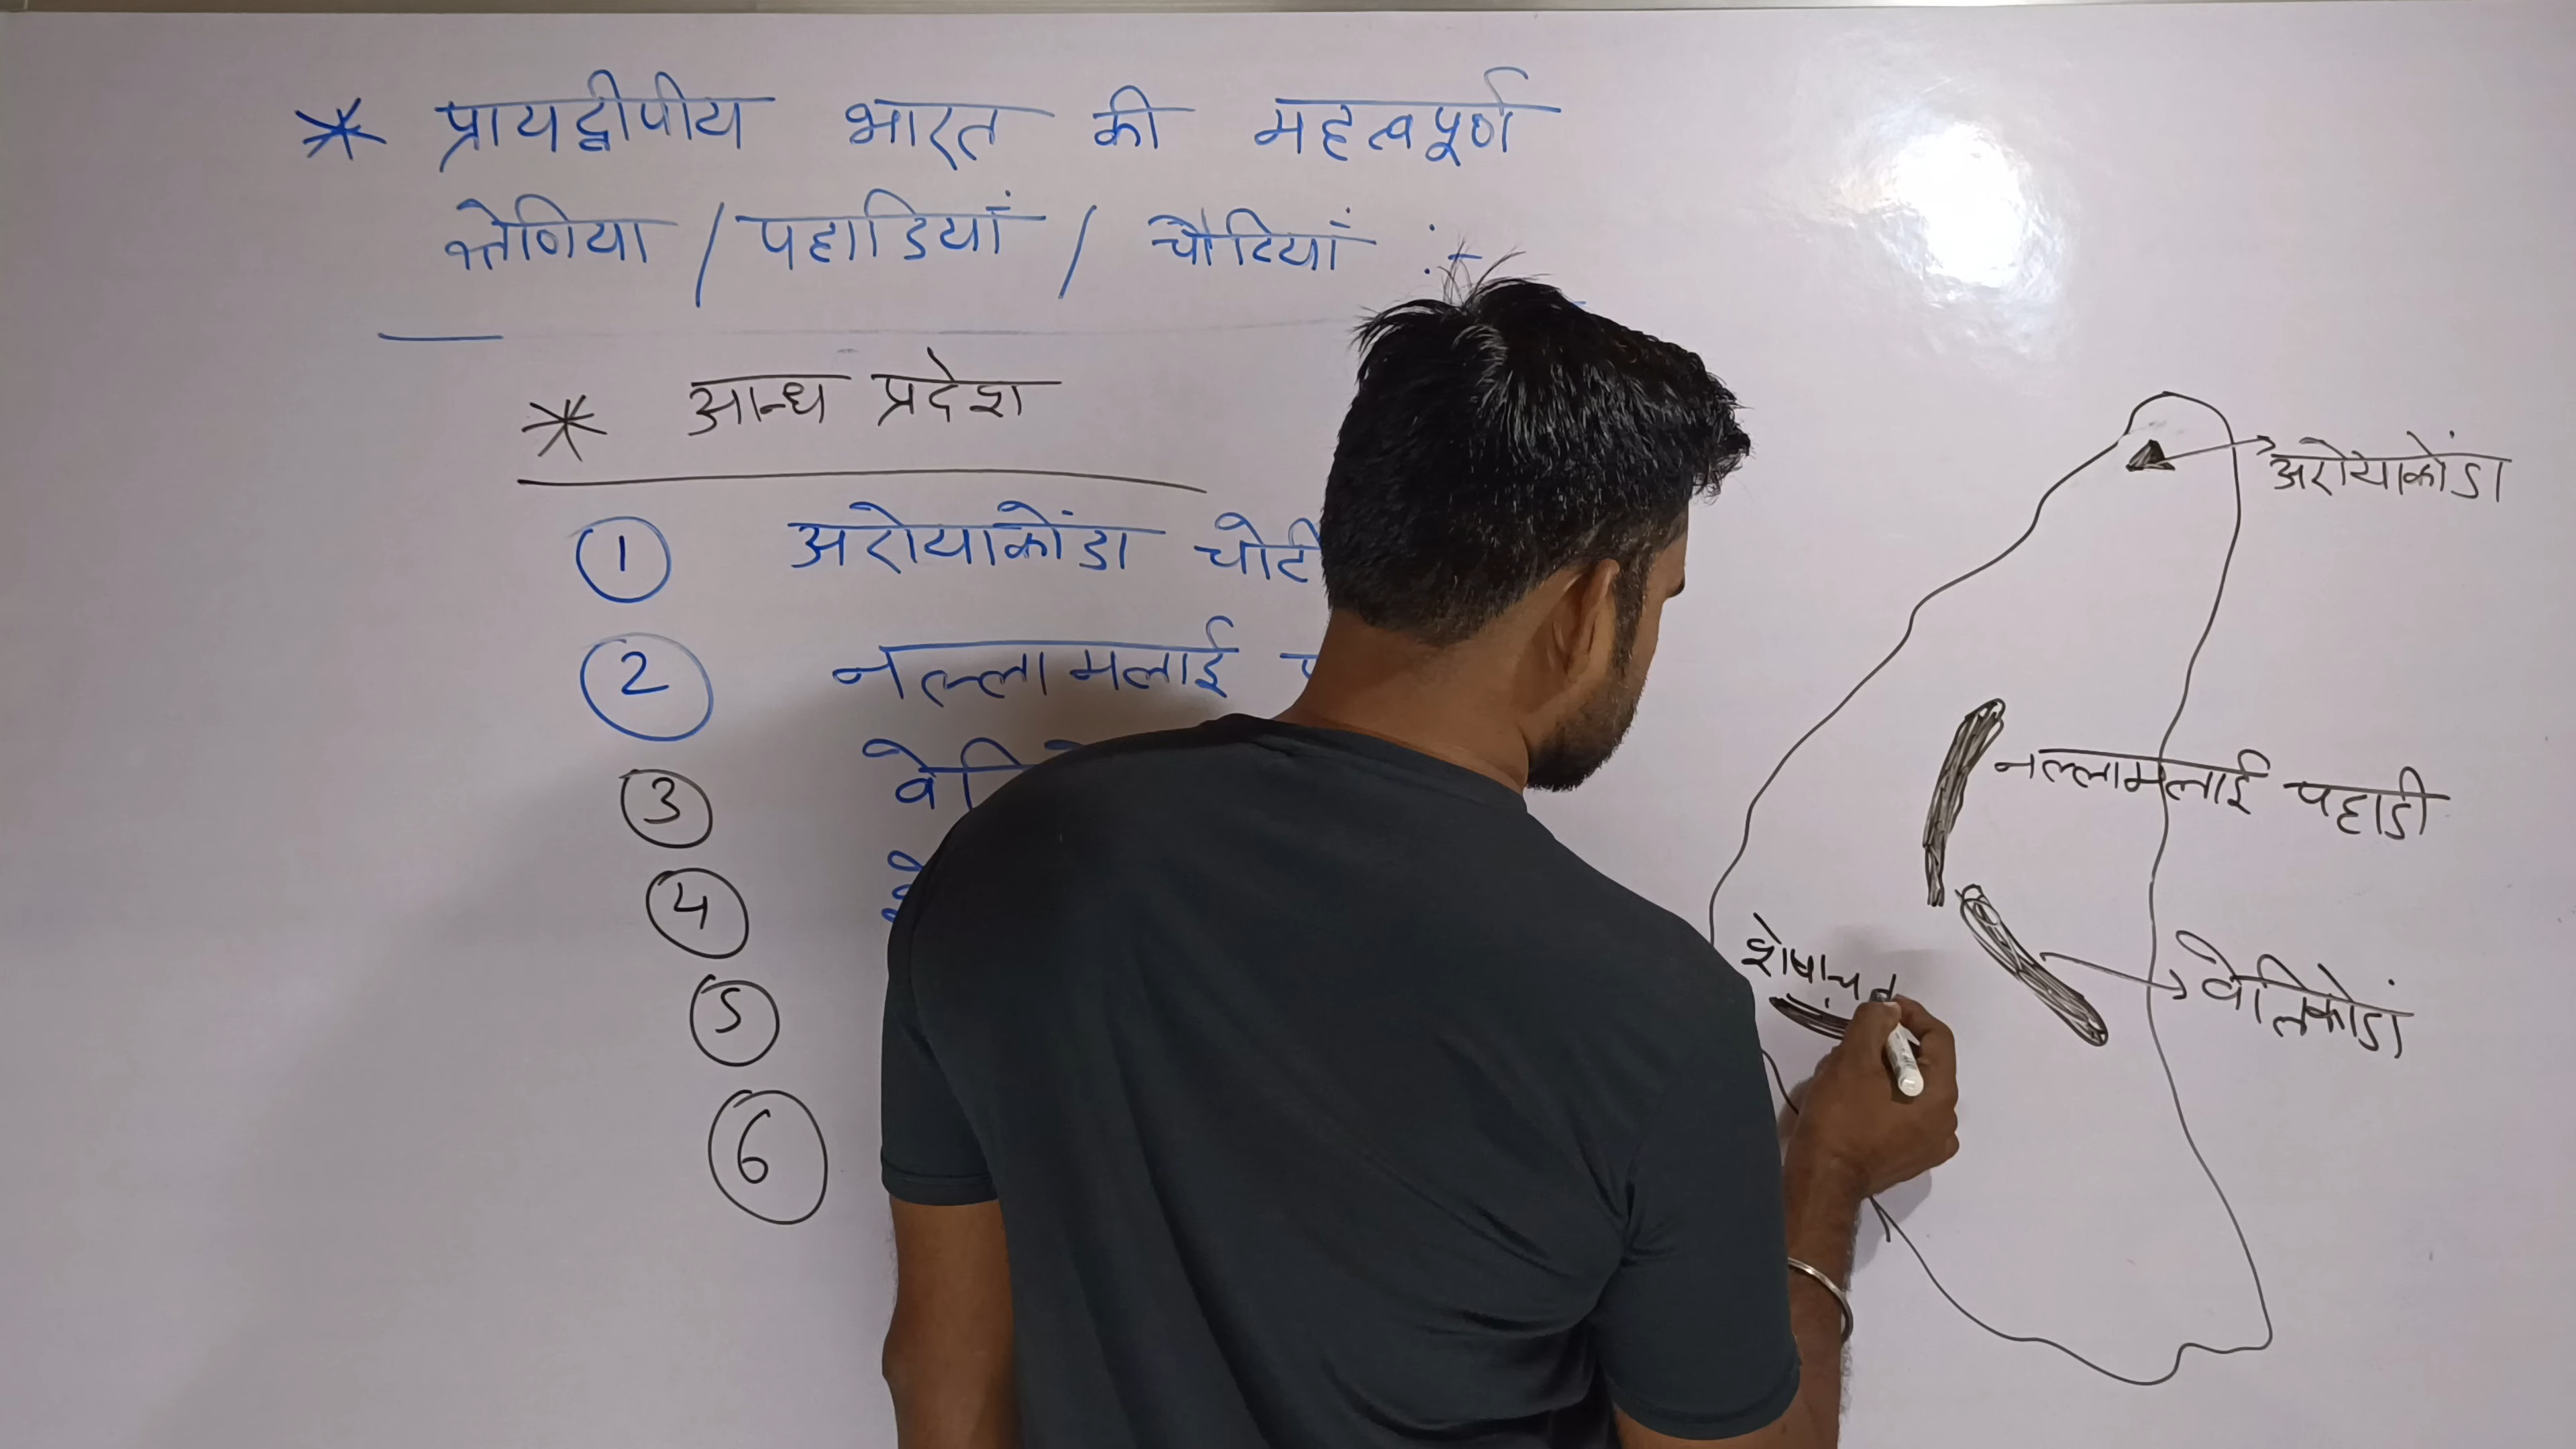 * प्रायद्वीपीय भारत की महत्वपूर्ण
श्रेणिया / पहाडियां / चौटियां :-
* आन्ध प्रदेश
1 अरोयाकोंडा चोटी
2 नल्लामलाई
3
4
5
6
अरोयाकोंडा
नल्लामलाई पहाडी
वेलिकोडां
शेषाच